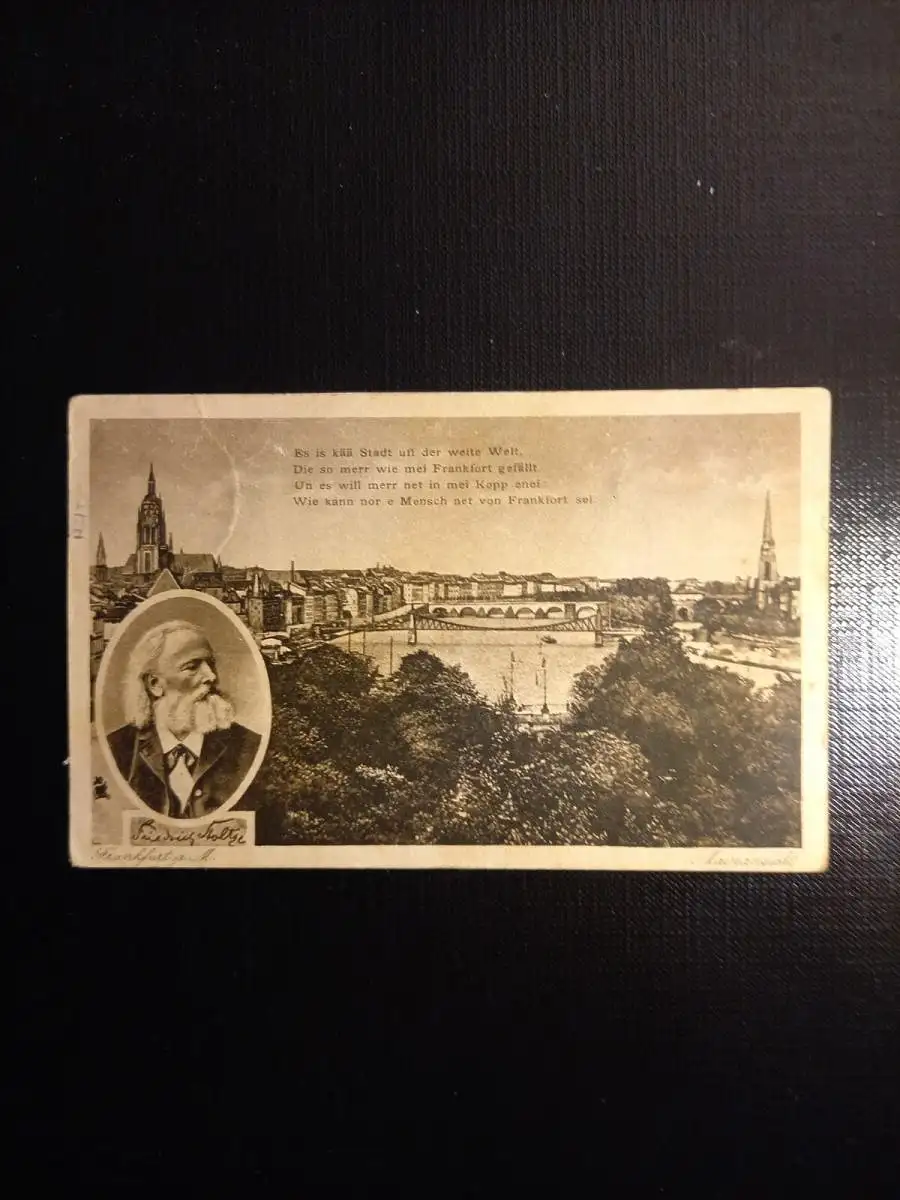 Es is kää Stadt uff der weite Welt,
Die so merr wie mei Frankfort gefällt
Un es will merr net in mei Kopp enei:
Wie kann nor e Mensch net von Frankfort sei
Friedrich Stoltze
Frankfurt a. M.